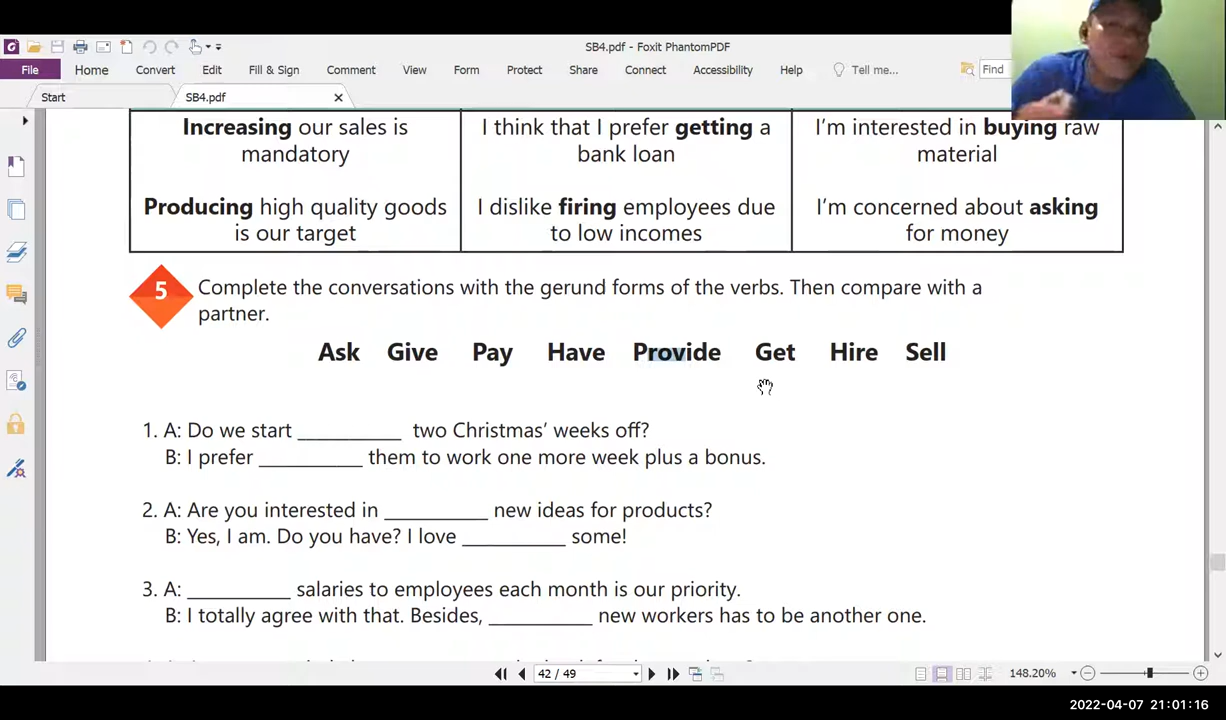 SB4.pdf - Foxit PhantomPDF
File Home Convert Edit Fill & Sign Comment View Form Protect Share Connect Accessibility Help Tell me... Find
Start SB4.pdf
Increasing our sales is mandatory
I think that I prefer getting a bank loan
I'm interested in buying raw material
Producing high quality goods is our target
I dislike firing employees due to low incomes
I'm concerned about asking for money
5 Complete the conversations with the gerund forms of the verbs. Then compare with a
partner.
Ask Give Pay Have Provide Get Hire Sell
1. A: Do we start __________ two Christmas' weeks off?
B: I prefer __________ them to work one more week plus a bonus.
2. A: Are you interested in __________ new ideas for products?
B: Yes, I am. Do you have? I love __________ some!
3. A: __________ salaries to employees each month is our priority.
B: I totally agree with that. Besides, __________ new workers has to be another one.
42 / 49 148.20%
2022-04-07 21:01:16